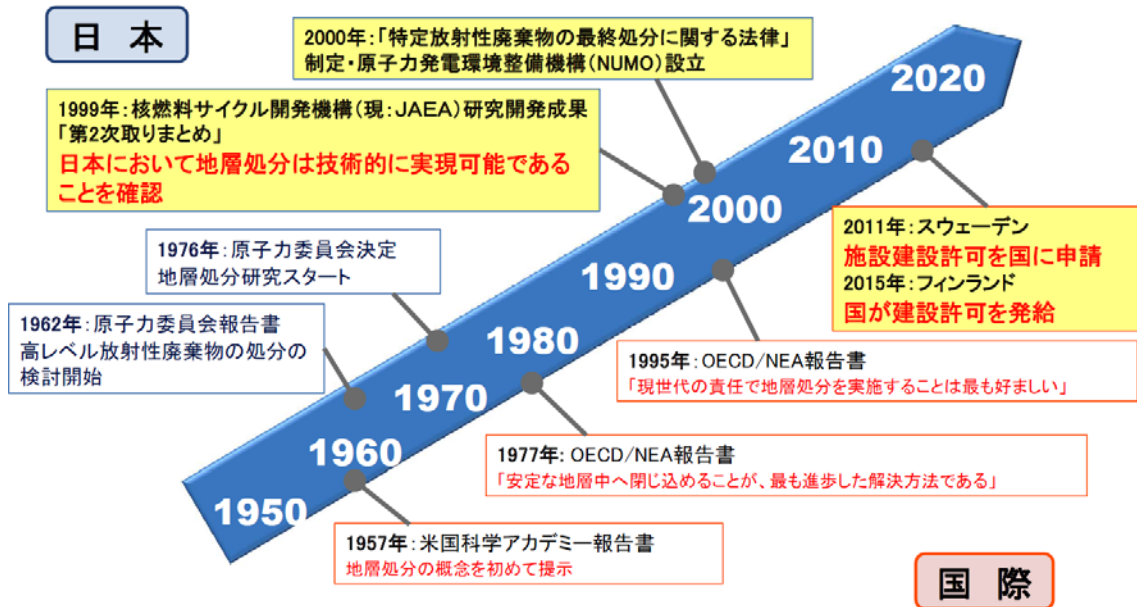 日 本
2000年:「特定放射性廃棄物の最終処分に関する法律」
制定・原子力発電環境整備機構(NUMO)設立
1999年:核燃料サイクル開発機構(現:JAEA)研究開発成果
「第2次取りまとめ」
日本において地層処分は技術的に実現可能である
ことを確認
1976年:原子力委員会決定
地層処分研究スタート
1962年:原子力委員会報告書
高レベル放射性廃棄物の処分の
検討開始
2020
2010
2000
1990
1980
1970
1960
1950
2011年:スウェーデン
施設建設許可を国に申請
2015年:フィンランド
国が建設許可を発給
1995年:OECD/NEA報告書
「現世代の責任で地層処分を実施することは最も好ましい」
1977年: OECD/NEA報告書
「安定な地層中へ閉じ込めることが、最も進歩した解決方法である」
1957年:米国科学アカデミー報告書
地層処分の概念を初めて提示
国 際